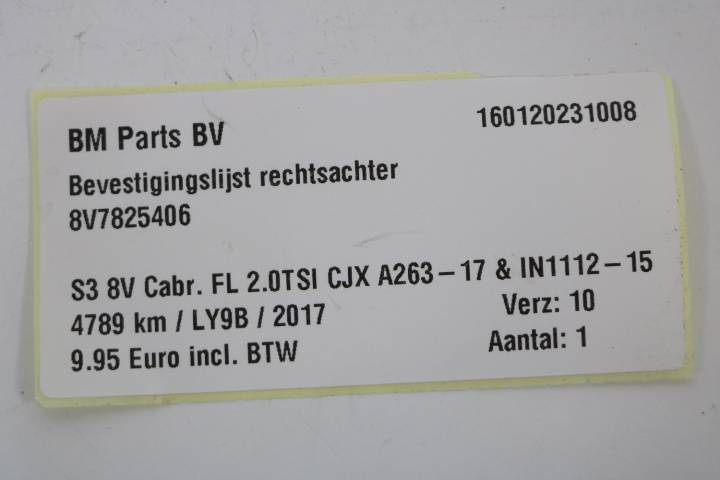 BM Parts BV 160120231008
Bevestigingslijst rechtsachter
8V7825406
S3 8V Cabr. FL 2.0TSI CJX A263-17 & IN1112-15
4789 km / LY9B / 2017 Verz: 10
9.95 Euro incl. BTW Aantal: 1